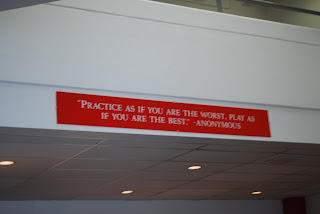 "PRACTICE AS IF YOU ARE THE WORST, PLAY AS
IF YOU ARE THE BEST." -ANONYMOUS